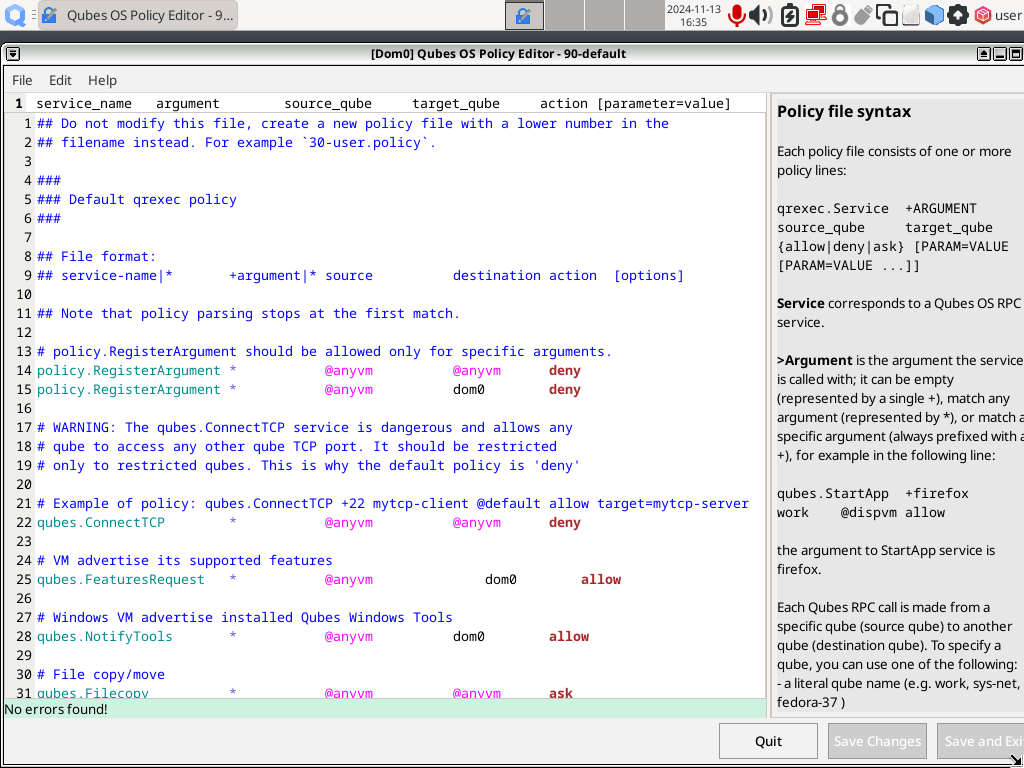 Qubes OS Policy Editor - 9...
2024-11-13
16:35
user
[Dom0] Qubes OS Policy Editor - 90-default
File Edit Help
1 service_name argument source_qube target_qube action [parameter=value]
1 ## Do not modify this file, create a new policy file with a lower number in the
2 ## filename instead. For example `30-user.policy`.
3
4 ###
5 ### Default qrexec policy
6 ###
7
8 ## File format:
9 ## service-name|* +argument|* source destination action [options]
10
11 ## Note that policy parsing stops at the first match.
12
13 # policy.RegisterArgument should be allowed only for specific arguments.
14 policy.RegisterArgument * @anyvm @anyvm deny
15 policy.RegisterArgument * @anyvm dom0 deny
16
17 # WARNING: The qubes.ConnectTCP service is dangerous and allows any
18 # qube to access any other qube TCP port. It should be restricted
19 # only to restricted qubes. This is why the default policy is 'deny'
20
21 # Example of policy: qubes.ConnectTCP +22 mytcp-client @default allow target=mytcp-server
22 qubes.ConnectTCP * @anyvm @anyvm deny
23
24 # VM advertise its supported features
25 qubes.FeaturesRequest * @anyvm dom0 allow
26
27 # Windows VM advertise installed Qubes Windows Tools
28 qubes.NotifyTools * @anyvm dom0 allow
29
30 # File copy/move
31 qubes.Filecopy * @anyvm @anyvm ask
No errors found!
Policy file syntax
Each policy file consists of one or more
policy lines:
qrexec.Service +ARGUMENT
source_qube target_qube
{allow|deny|ask} [PARAM=VALUE
[PARAM=VALUE ...]]
Service corresponds to a Qubes OS RPC
service.
>Argument is the argument the service
is called with; it can be empty
(represented by a single +), match any
argument (represented by *), or match a
specific argument (always prefixed with a
+), for example in the following line:
qubes.StartApp +firefox
work @dispvm allow
the argument to StartApp service is
firefox.
Each Qubes RPC call is made from a
specific qube (source qube) to another
qube (destination qube). To specify a
qube, you can use one of the following:
- a literal qube name (e.g. work, sys-net,
fedora-37 )
Quit
Save Changes
Save and Exi